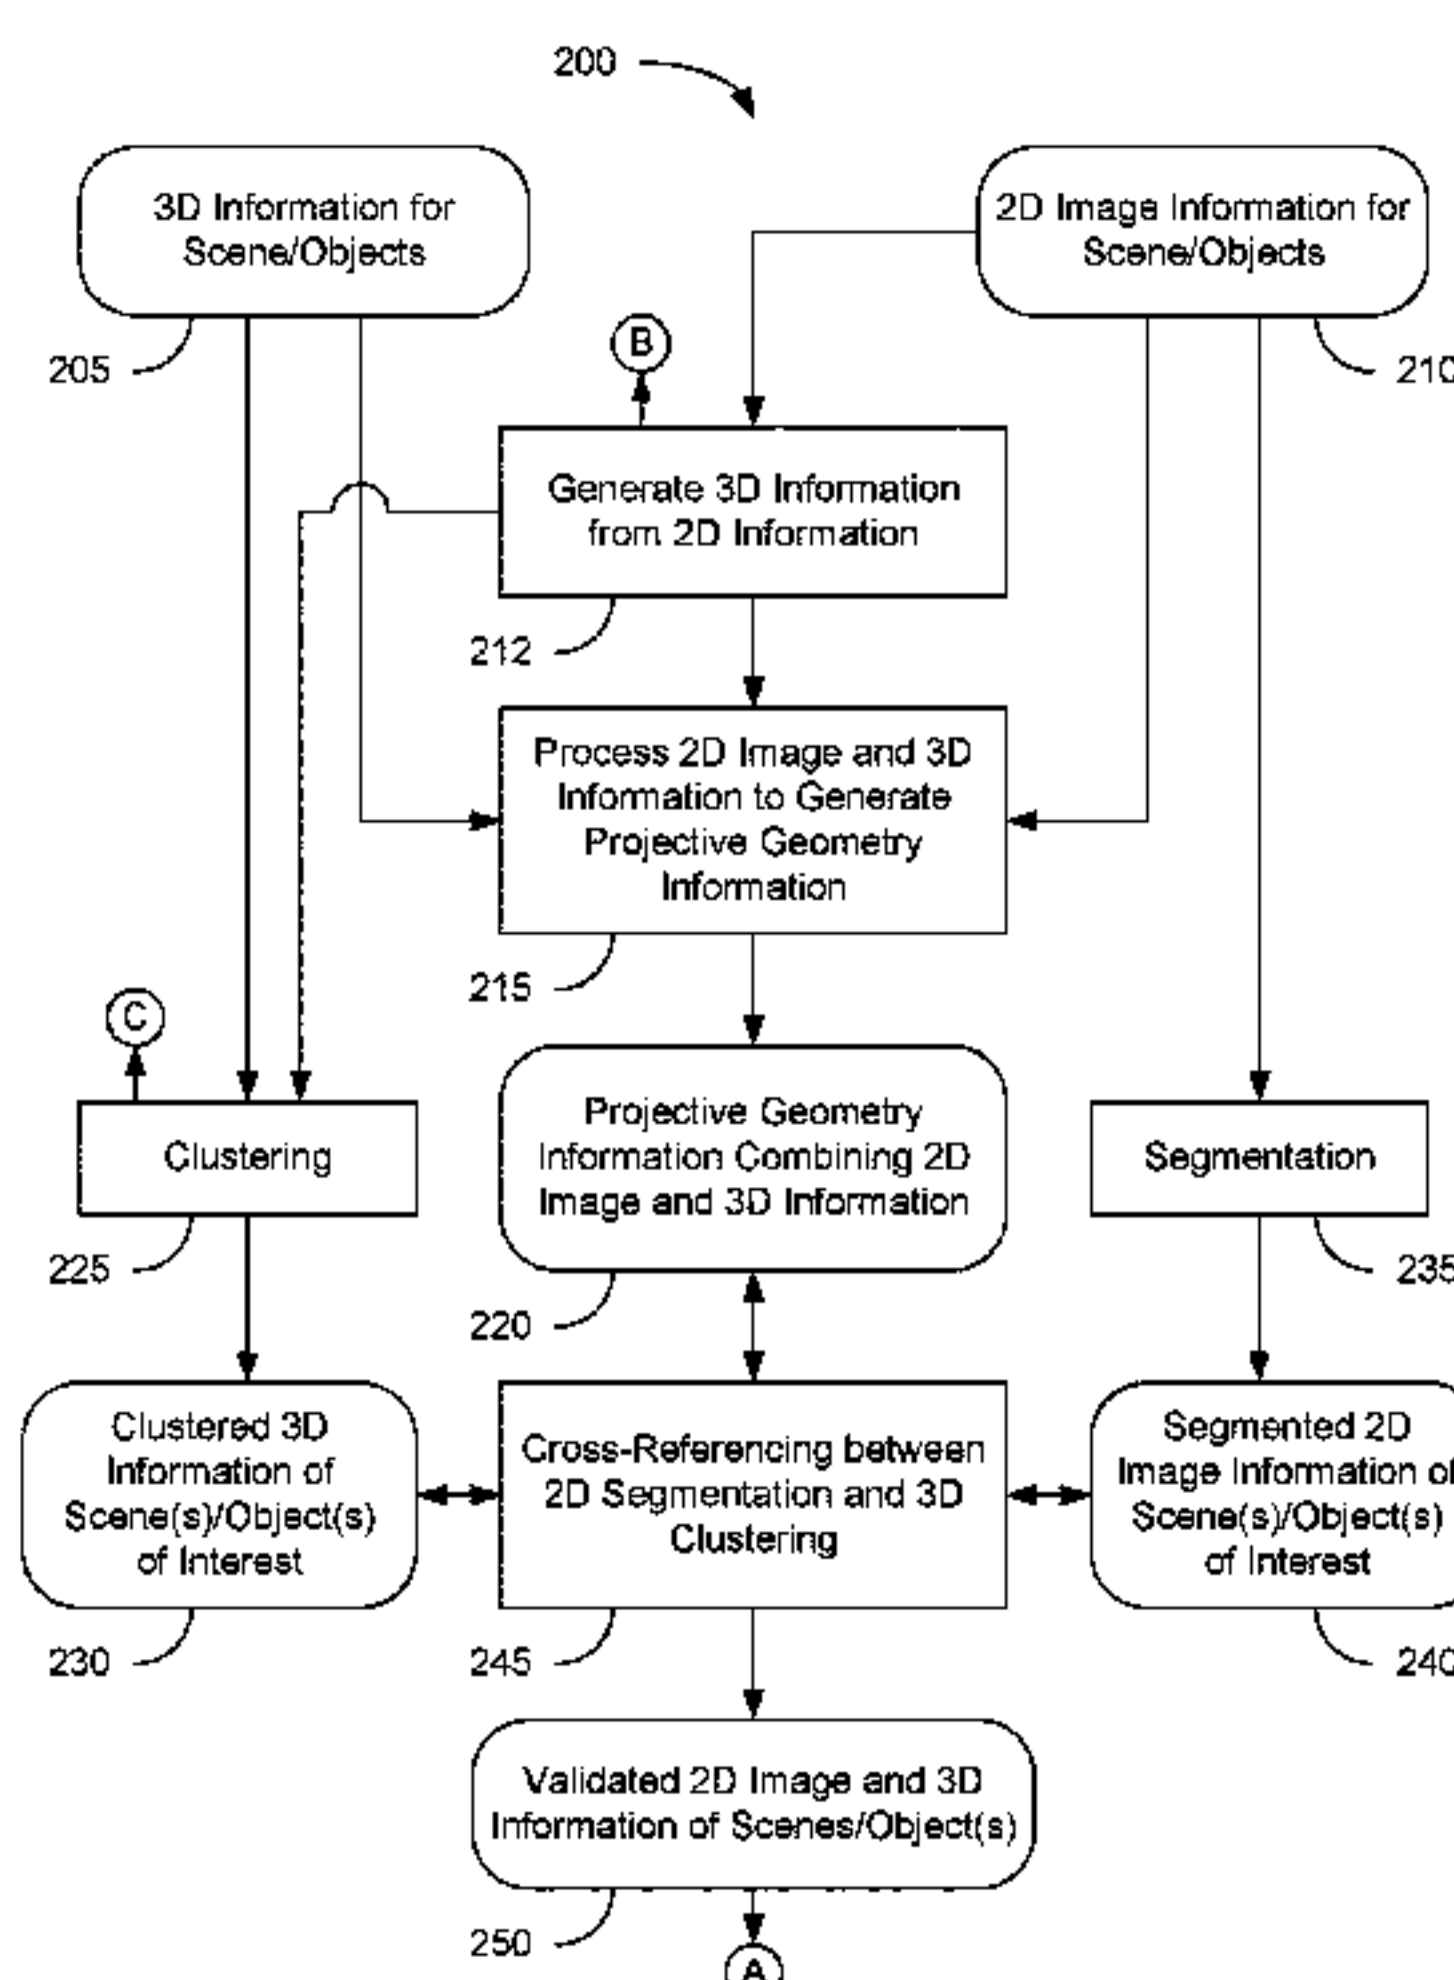 200
3D Information for
Scene/Objects
2D Image Information for
Scene/Objects
205
B
210
Generate 3D Information
from 2D Information
212
Process 2D Image and 3D
Information to Generate
Projective Geometry
Information
215
C
Clustering
Projective Geometry
Information Combining 2D
Image and 3D Information
Segmentation
225
235
220
Clustered 3D
Information of
Scene(s)/Object(s)
of Interest
Cross-Referencing between
2D Segmentation and 3D
Clustering
Segmented 2D
Image Information of
Scene(s)/Object(s)
of Interest
230
245
240
Validated 2D Image and 3D
Information of Scenes/Object(s)
250
A